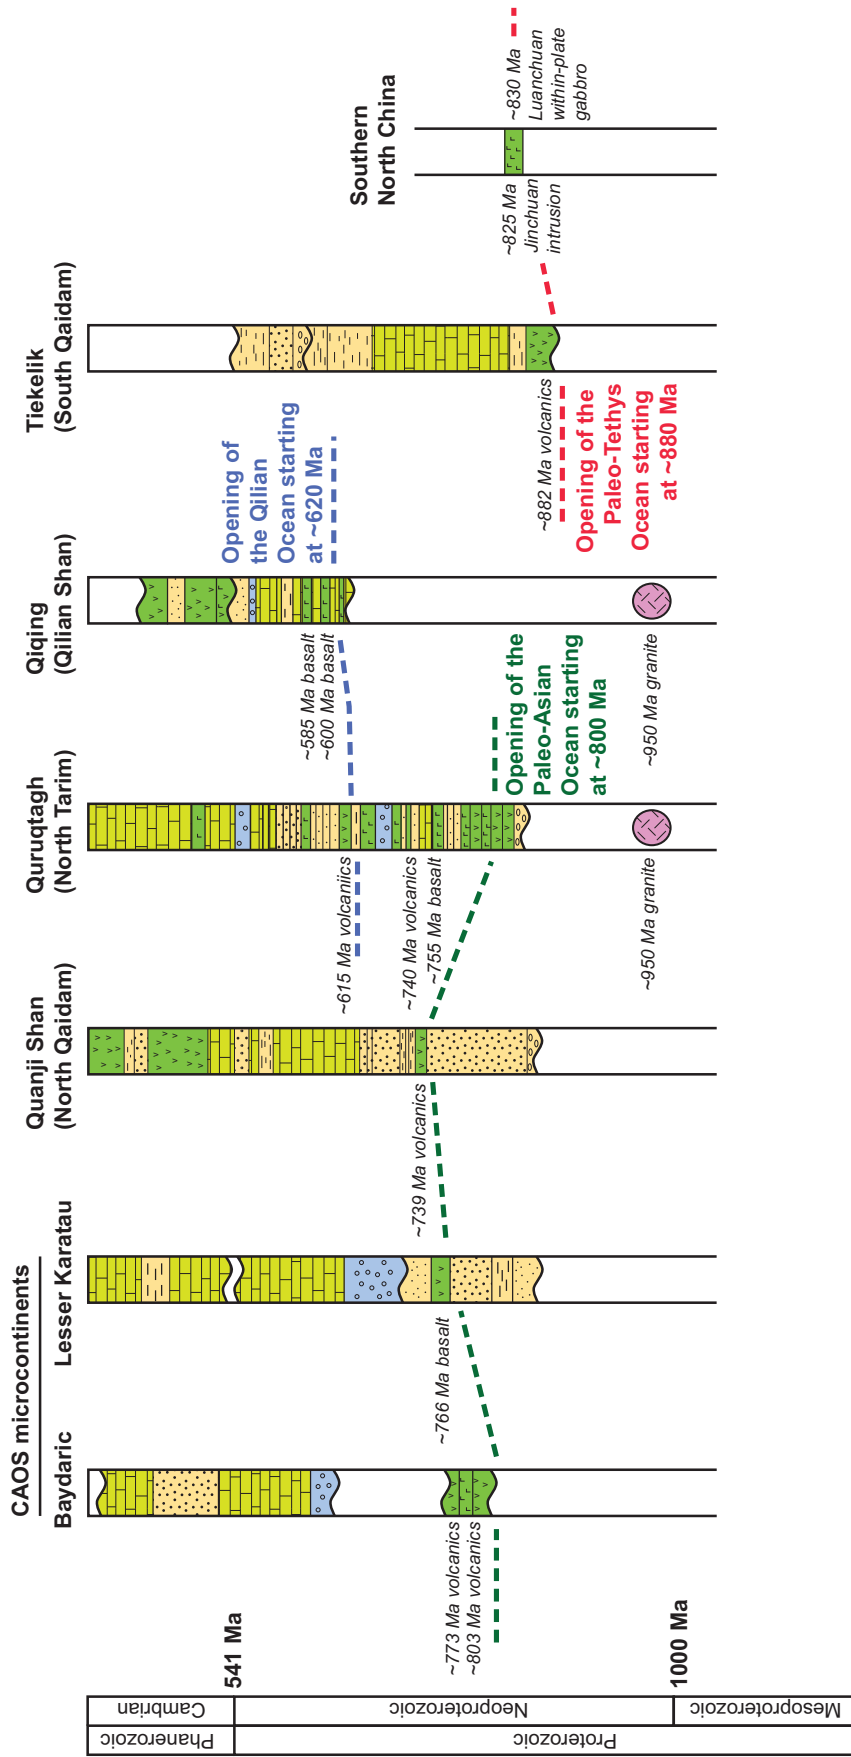 CAOS microcontinents
Baydaric
Lesser Karatau
Quanji Shan
(North Qaidam)
Quruqtagh
(North Tarim)
Qiqing
(Qilian Shan)
Tiekelik
(South Qaidam)
Southern
North China
Phanerozoic
Cambrian
541 Ma
Proterozoic
Neoproterozoic
1000 Ma
Mesoproterozoic
~773 Ma volcanics
~803 Ma volcanics
~766 Ma basalt
~739 Ma volcanics
~615 Ma volcaniics
~740 Ma volcanics
~755 Ma basalt
~950 Ma granite
Opening of the
Paleo-Asian
Ocean starting
at ~800 Ma
~585 Ma basalt
~600 Ma basalt
~950 Ma granite
Opening of
the Qilian
Ocean starting
at ~620 Ma
~882 Ma volcanics
Opening of the
Paleo-Tethys
Ocean starting
at ~880 Ma
~825 Ma
Jinchuan
intrusion
~830 Ma
Luanchuan
within-plate
gabbro